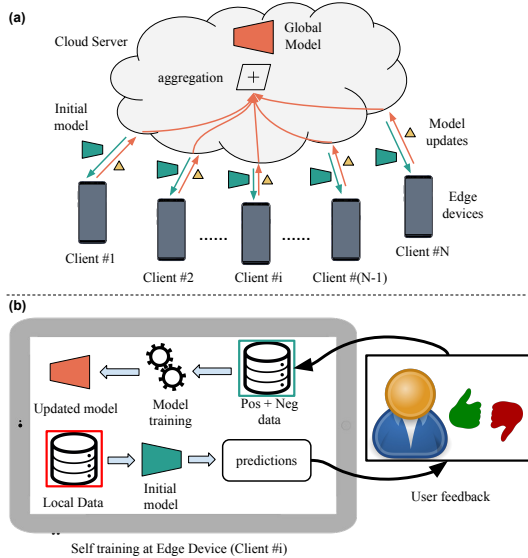 (a)
Cloud Server
Global
Model
aggregation
+
Initial
model
Model
updates
Edge
devices
Client #1
Client #2
......
Client #i
......
Client #(N-1)
Client #N
(b)
Updated model
Model
training
Pos + Neg
data
Local Data
Initial
model
predictions
User feedback
Self training at Edge Device (Client #i)